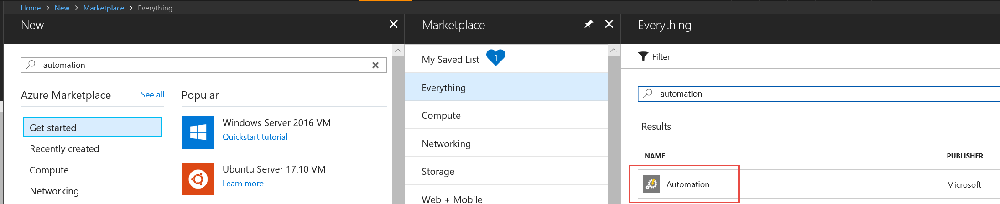 Home > New > Marketplace > Everything
New
automation
Azure Marketplace See all
Get started
Recently created
Compute
Networking
Popular
Windows Server 2016 VM
Quickstart tutorial
Ubuntu Server 17.10 VM
Learn more
Marketplace
My Saved List 1
Everything
Compute
Networking
Storage
Web + Mobile
Everything
Filter
automation
Results
NAME PUBLISHER
Automation Microsoft